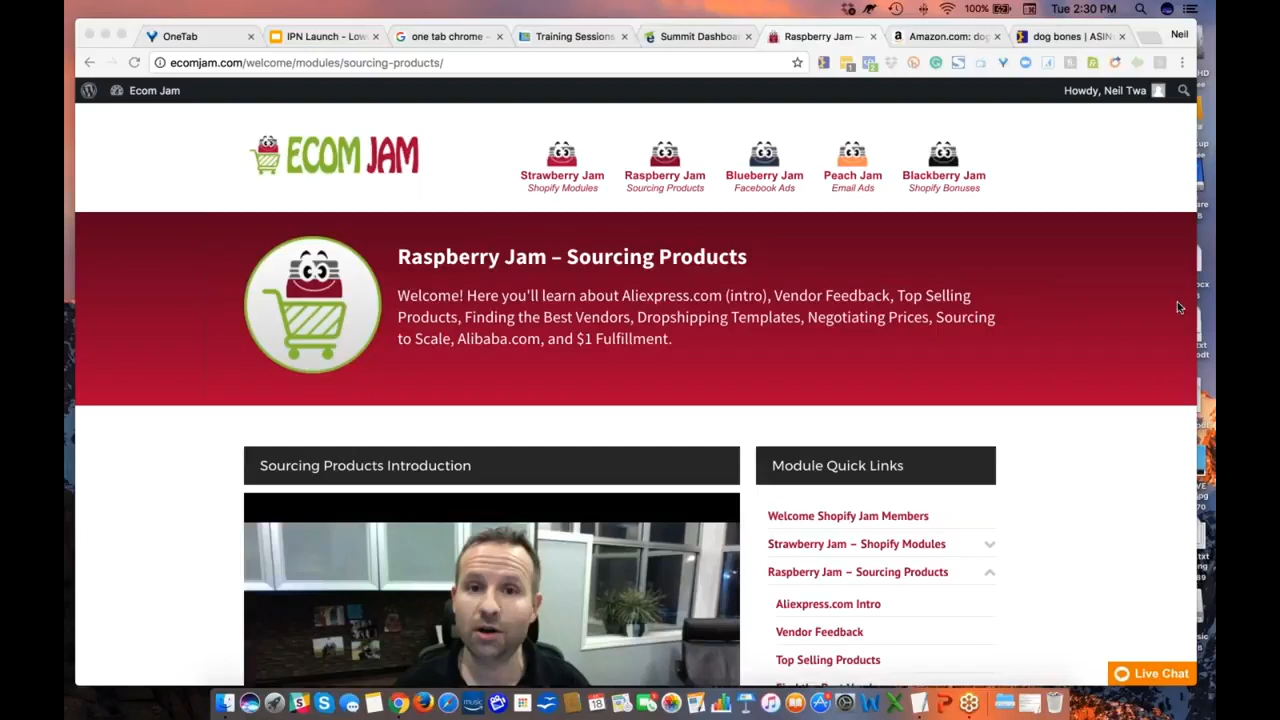 100%
Tue 2:30 PM
OneTab
IPN Launch - Low
one tab chrome -
Training Sessions
Summit Dashboa
Raspberry Jam —
Amazon.com: dog
dog bones | ASIN
Neil
ecomjam.com/welcome/modules/sourcing-products/
Ecom Jam
Howdy, Neil Twa
ECOM JAM
Strawberry Jam
Shopify Modules
Raspberry Jam
Sourcing Products
Blueberry Jam
Facebook Ads
Peach Jam
Email Ads
Blackberry Jam
Shopify Bonuses
Raspberry Jam – Sourcing Products
Welcome! Here you'll learn about Aliexpress.com (intro), Vendor Feedback, Top Selling
Products, Finding the Best Vendors, Dropshipping Templates, Negotiating Prices, Sourcing
to Scale, Alibaba.com, and $1 Fulfillment.
Sourcing Products Introduction
Module Quick Links
Welcome Shopify Jam Members
Strawberry Jam – Shopify Modules
Raspberry Jam – Sourcing Products
Aliexpress.com Intro
Vendor Feedback
Top Selling Products
Live Chat
music
18